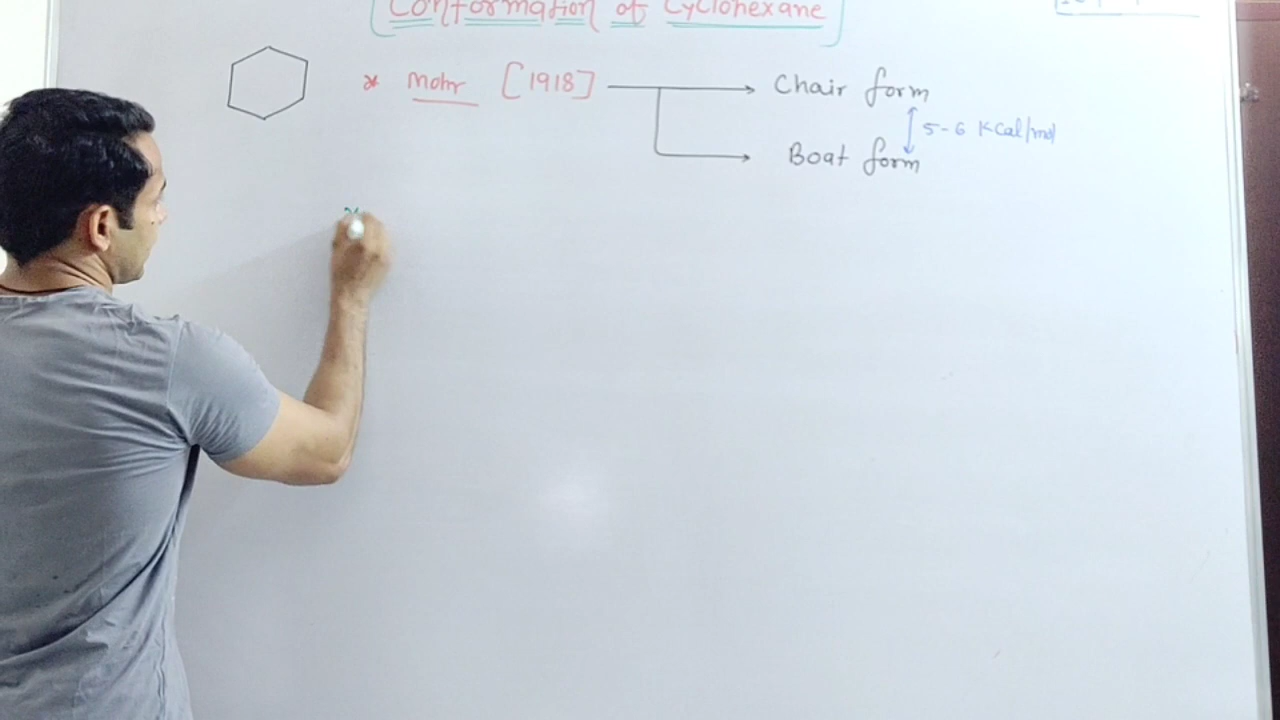 Conformation of Cyclohexane
* Mohr [1918] Chair form
5-6 KCal/mol
Boat form